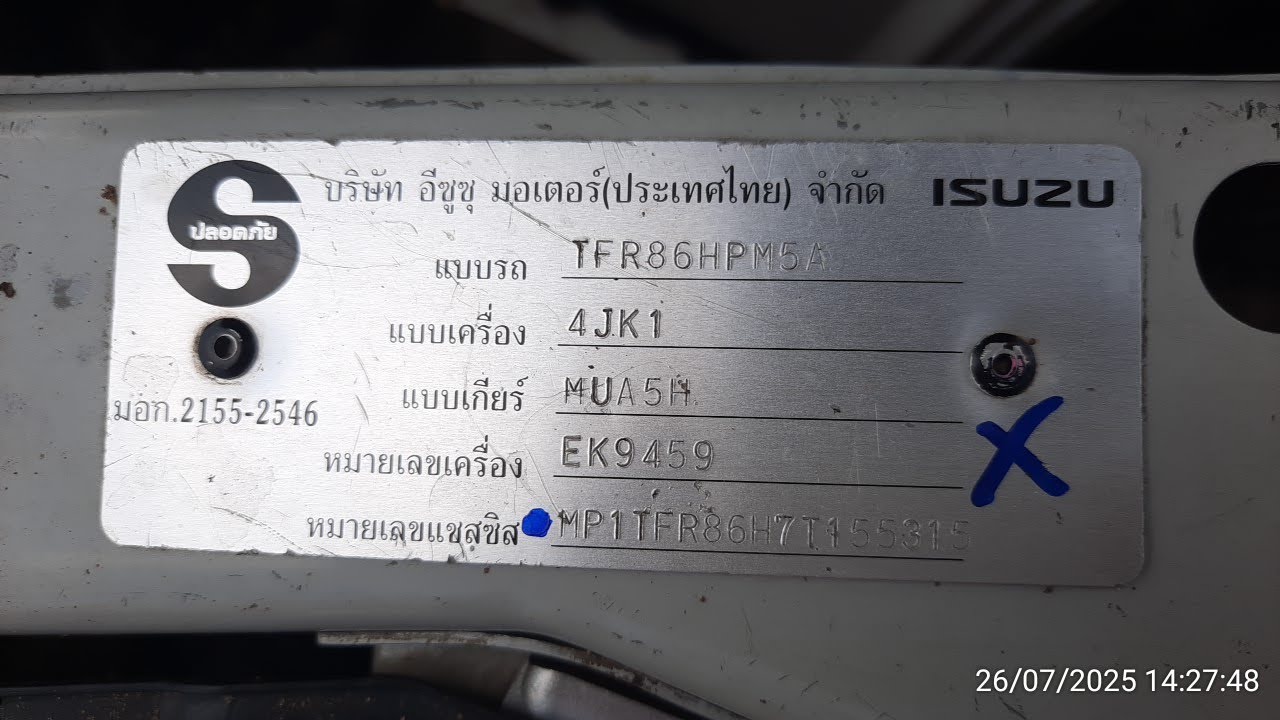 บริษัท อีซูซุ มอเตอร์(ประเทศไทย) จำกัด ISUZU
ปลอดภัย
แบบรถ TFR86HPM5A
แบบเครื่อง 4JK1
แบบเกียร์ MUA5H
มอก.2155-2546
หมายเลขเครื่อง EK9459
หมายเลขแชสซิส MP1TFR86H7T155315
26/07/2025 14:27:48